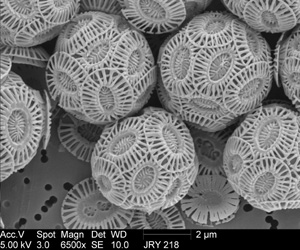 Acc.V Spot Magn Det WD 2 µm
5.00 kV 3.0 6500x SE 10.0 JRY 218